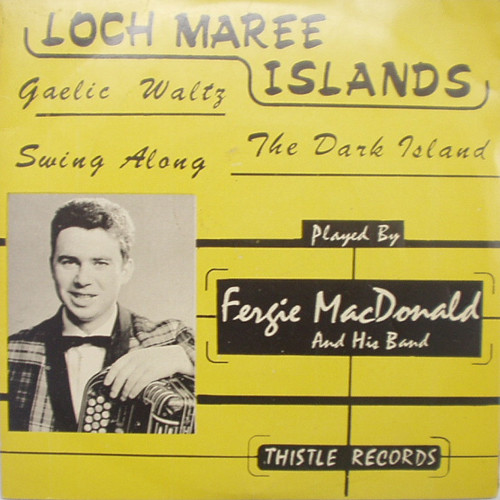 LOCH MAREE
ISLANDS
Gaelic Waltz
Swing Along
The Dark Island
Played By
Fergie MacDonald
And His Band
THISTLE RECORDS